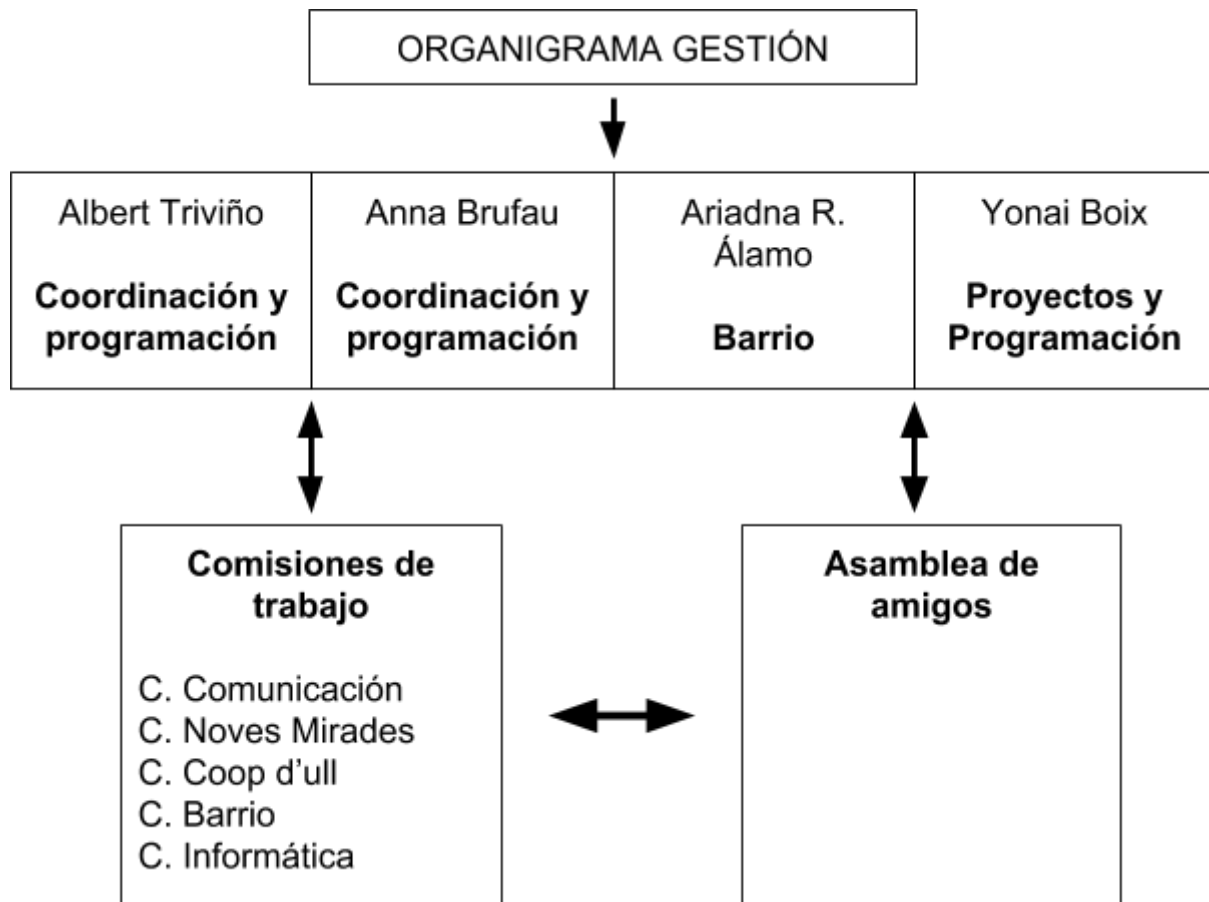 ORGANIGRAMA GESTIÓN
Albert Triviño
Coordinación y
programación
Anna Brufau
Coordinación y
programación
Ariadna R.
Álamo
Barrio
Yonai Boix
Proyectos y
Programación
Comisiones de
trabajo
C. Comunicación
C. Noves Mirades
C. Coop d’ull
C. Barrio
C. Informática
Asamblea de
amigos